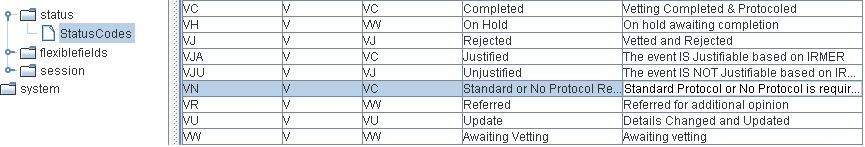 status
StatusCodes
flexiblefields
session
system
VC V VC Completed Vetting Completed & Protocoled
VH V VW On Hold On hold awaiting completion
VJ V VJ Rejected Vetted and Rejected
VJA V VC Justified The event IS Justifiable based on IRMER
VJU V VJ Unjustified The event IS NOT Justifiable based on IR...
VN V VC Standard or No Protocol Re... Standard Protocol or No Protocol is requir...
VR V VW Referred Referred for additional opinion
VU V VU Update Details Changed and Updated
VW V VW Awaiting Vetting Awaiting vetting